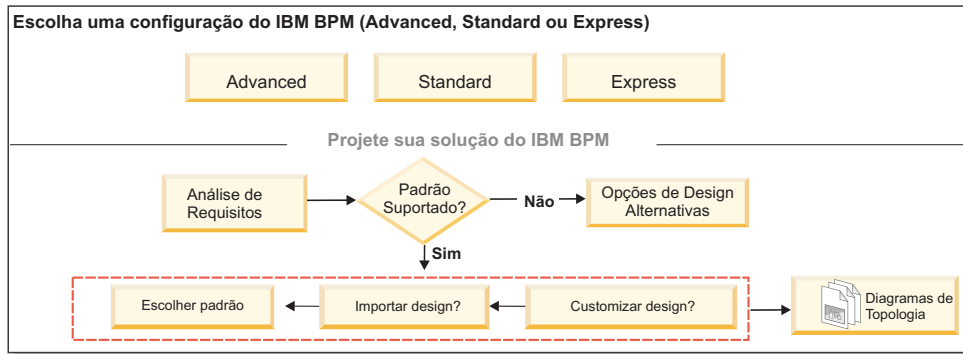 Escolha uma configuração do IBM BPM (Advanced, Standard ou Express)
Advanced
Standard
Express
Projete sua solução do IBM BPM
Análise de
Requisitos
Padrão
Suportado?
Não
Opções de Design
Alternativas
Sim
Escolher padrão
Importar design?
Customizar design?
Diagramas de
Topologia